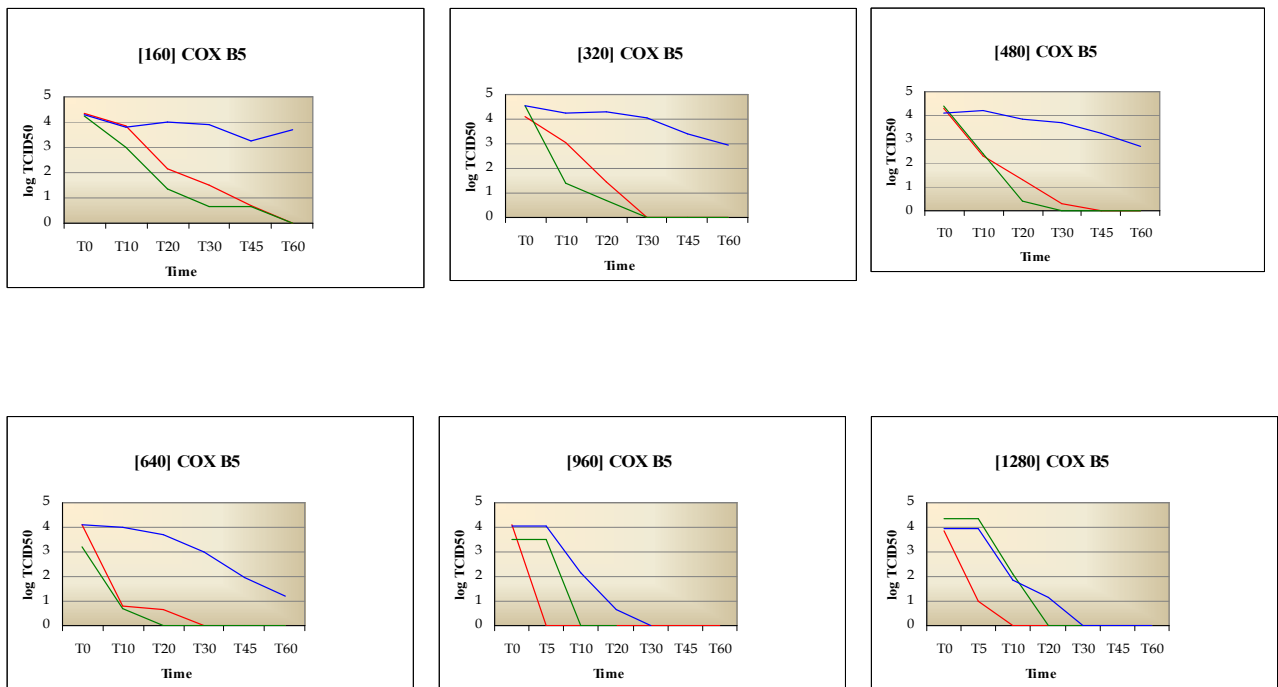 [160] COX B5
5
4
3
2
1
0
log TCID50
T0 T10 T20 T30 T45 T60
Time
[320] COX B5
5
4
3
2
1
0
log TCID50
T0 T10 T20 T30 T45 T60
Time
[480] COX B5
5
4
3
2
1
0
log TCID50
T0 T10 T20 T30 T45 T60
Time
[640] COX B5
5
4
3
2
1
0
log TCID50
T0 T10 T20 T30 T45 T60
Time
[960] COX B5
5
4
3
2
1
0
log TCID50
T0 T5 T10 T20 T30 T45 T60
Time
[1280] COX B5
5
4
3
2
1
0
log TCID50
T0 T5 T10 T20 T30 T45 T60
Time